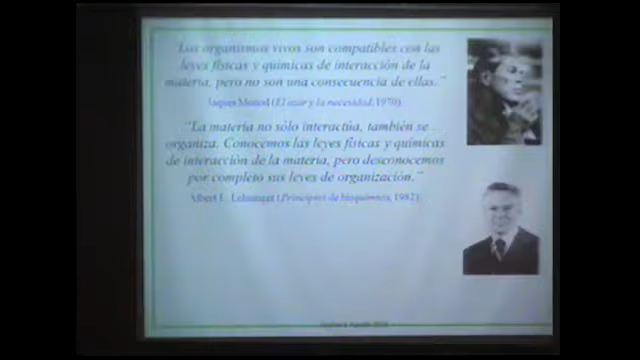 "Los organismos vivos son compatibles con las
leyes físicas y químicas de interacción de la
materia, pero no son una consecuencia de ellas."
Jaques Monod (El azar y la necesidad, 1970).
"La materia no sólo interactúa, también se
organiza. Conocemos las leyes físicas y químicas
de interacción de la materia, pero desconocemos
por completo sus leyes de organización."
Albert L. Lehninger (Principios de bioquímica, 1982).